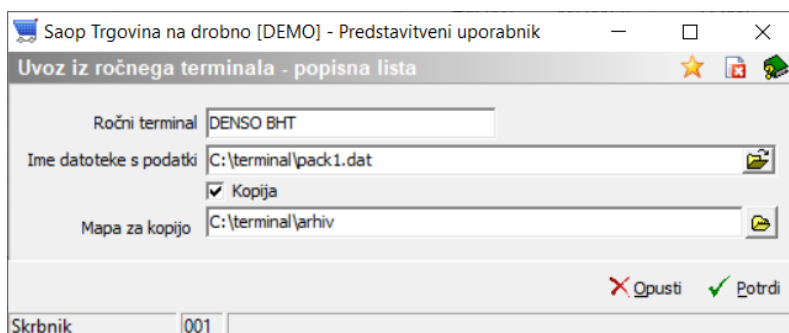 Saop Trgovina na drobno [DEMO] - Predstavitveni uporabnik
Uvoz iz ročnega terminala - popisna lista
Ročni terminal DENSO BHT
Ime datoteke s podatki C:\terminal\pack1.dat
Kopija
Mapa za kopijo C:\terminal\arhiv
Opusti Potrdi
Skrbnik 001